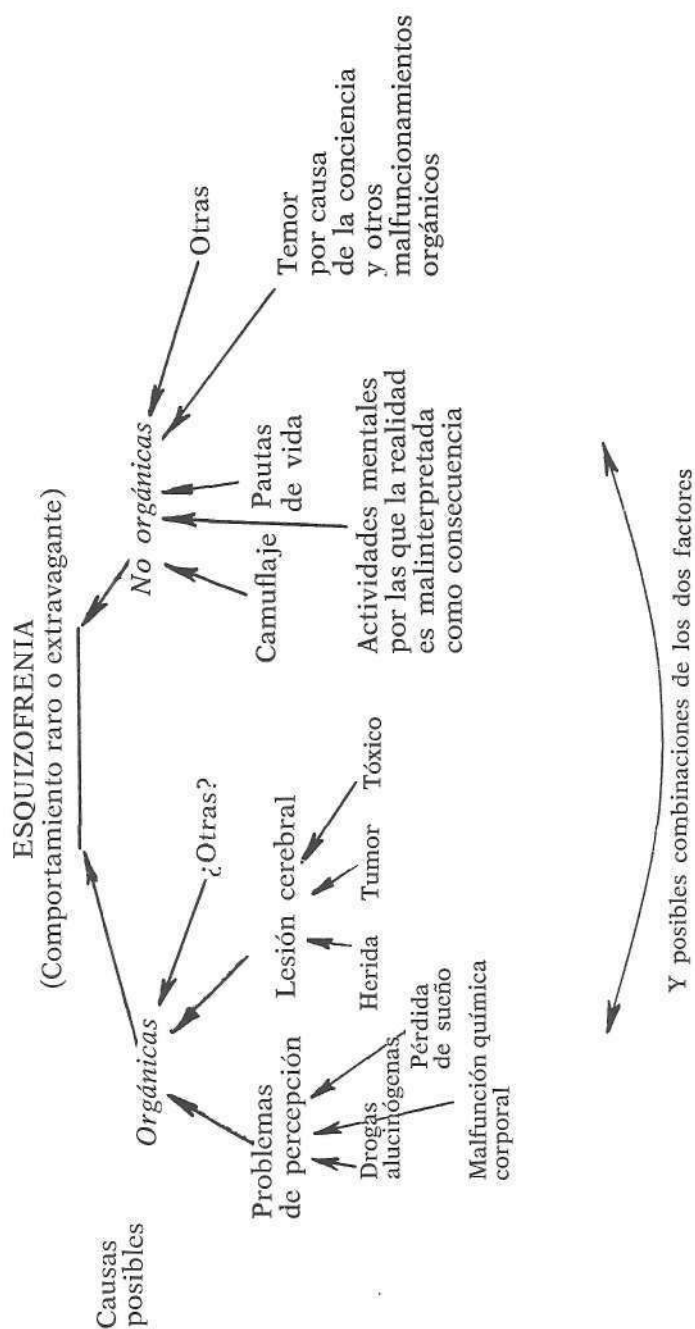 ESQUIZOFRENIA
(Comportamiento raro o extravagante)
Causas
posibles
Orgánicas
No orgánicas
¿Otras?
Otras
Problemas
de percepción
Lesión cerebral
Camuflaje
Pautas
de vida
Temor
por causa
de la conciencia
y otros
malfuncionamientos
orgánicos
Drogas
alucinógenas
Pérdida
de sueño
Malfunción química
corporal
Herida
Tumor
Tóxico
Actividades mentales
por las que la realidad
es malinterpretada
como consecuencia
Y posibles combinaciones de los dos factores